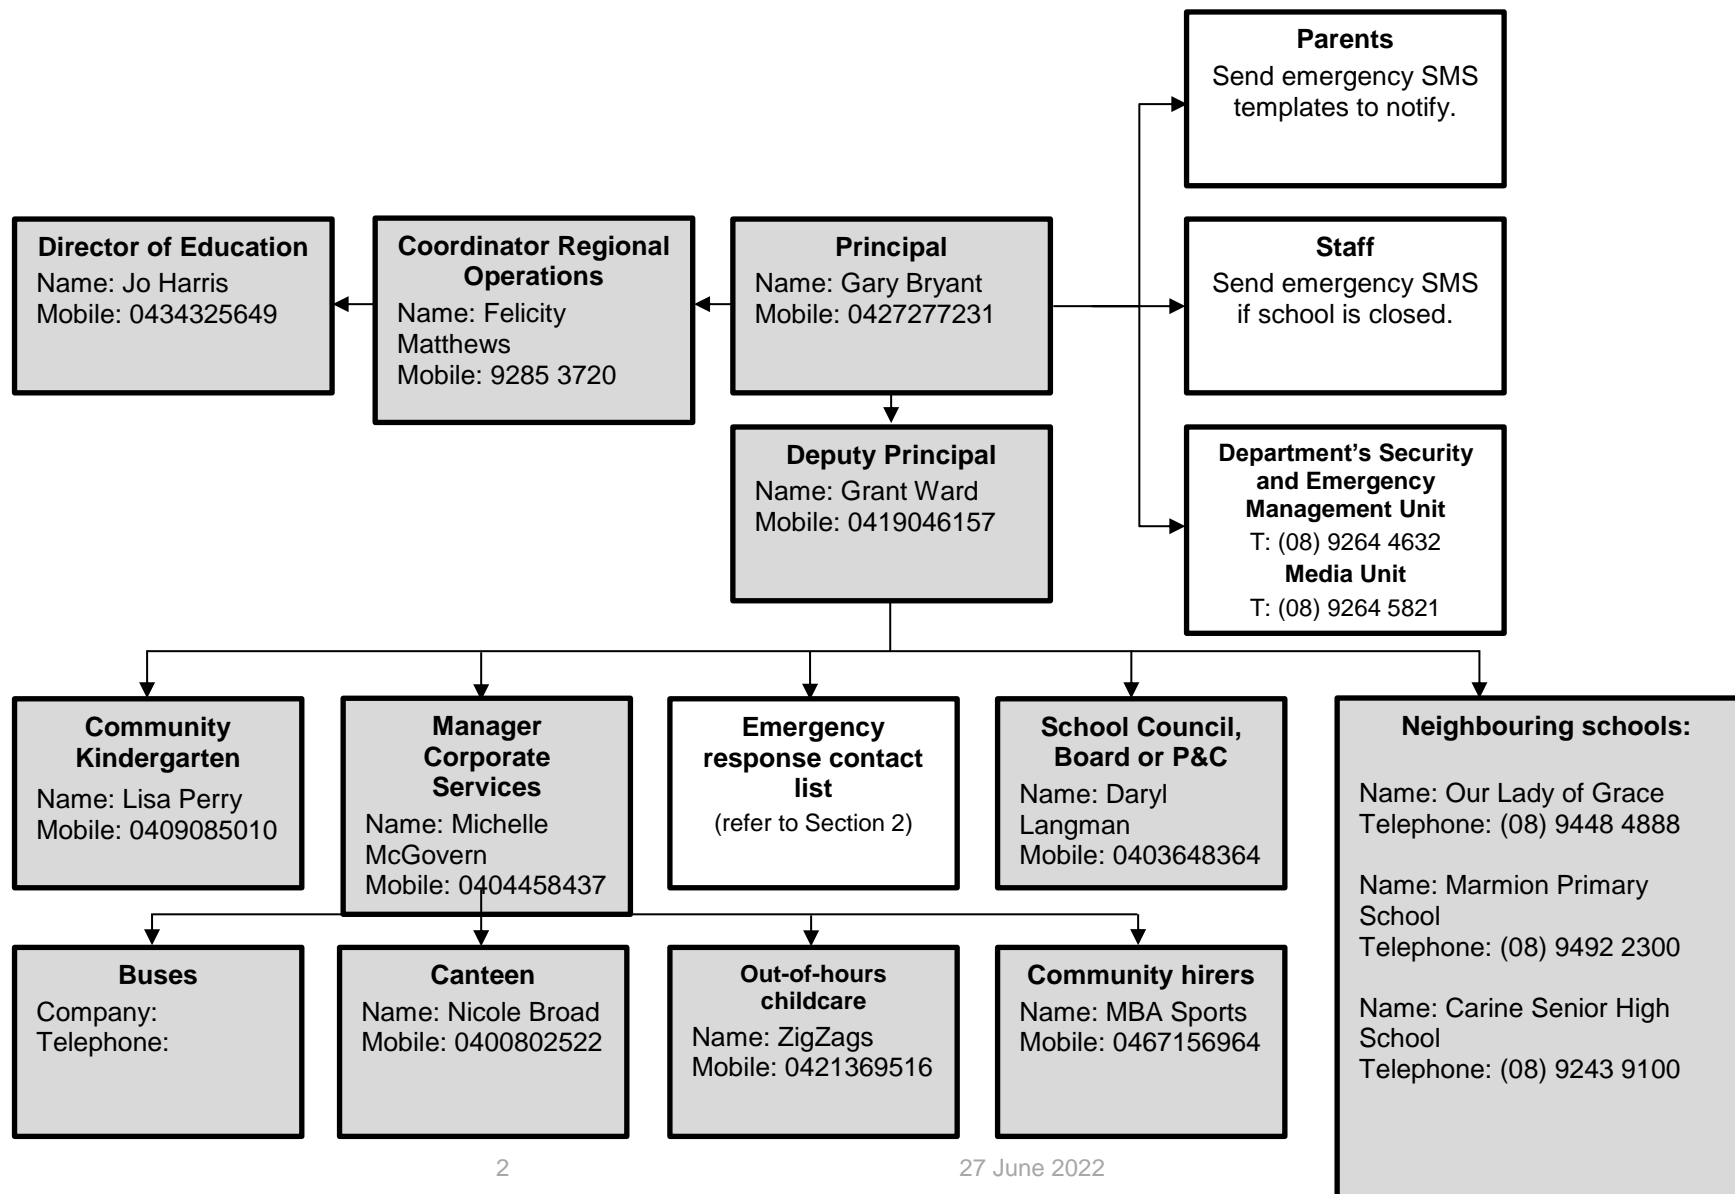 Parents
Send emergency SMS
templates to notify.
Director of Education
Name: Jo Harris
Mobile: 0434325649
Coordinator Regional
Operations
Name: Felicity
Matthews
Mobile: 9285 3720
Principal
Name: Gary Bryant
Mobile: 0427277231
Staff
Send emergency SMS
if school is closed.
Deputy Principal
Name: Grant Ward
Mobile: 0419046157
Department’s Security
and Emergency
Management Unit
T: (08) 9264 4632
Media Unit
T: (08) 9264 5821
Community
Kindergarten
Name: Lisa Perry
Mobile: 0409085010
Manager
Corporate
Services
Name: Michelle
McGovern
Mobile: 0404458437
Emergency
response contact
list
(refer to Section 2)
School Council,
Board or P&C
Name: Daryl
Langman
Mobile: 0403648364
Neighbouring schools:
Name: Our Lady of Grace
Telephone: (08) 9448 4888
Name: Marmion Primary
School
Telephone: (08) 9492 2300
Name: Carine Senior High
School
Telephone: (08) 9243 9100
Buses
Company:
Telephone:
Canteen
Name: Nicole Broad
Mobile: 0400802522
Out-of-hours
childcare
Name: ZigZags
Mobile: 0421369516
Community hirers
Name: MBA Sports
Mobile: 0467156964
2
27 June 2022